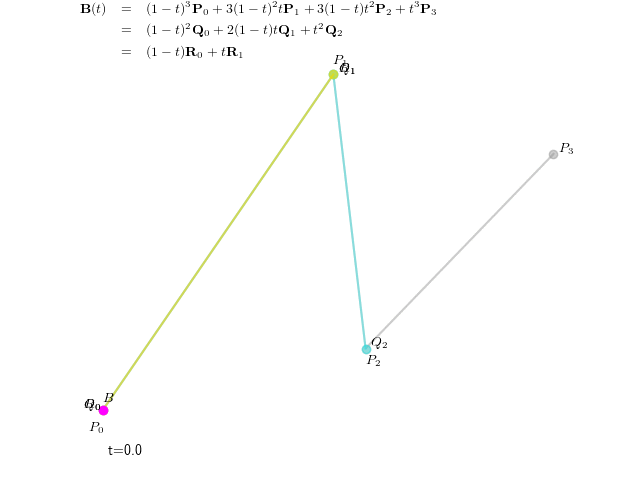 B(t) = (1 − t)³P₀ + 3(1 − t)²tP₁ + 3(1 − t)t²P₂ + t³P₃
= (1 − t)²Q₀ + 2(1 − t)tQ₁ + t²Q₂
= (1 − t)R₀ + tR₁
Q₁
P₃
Q₂
P₂
B
P₀
t=0.0